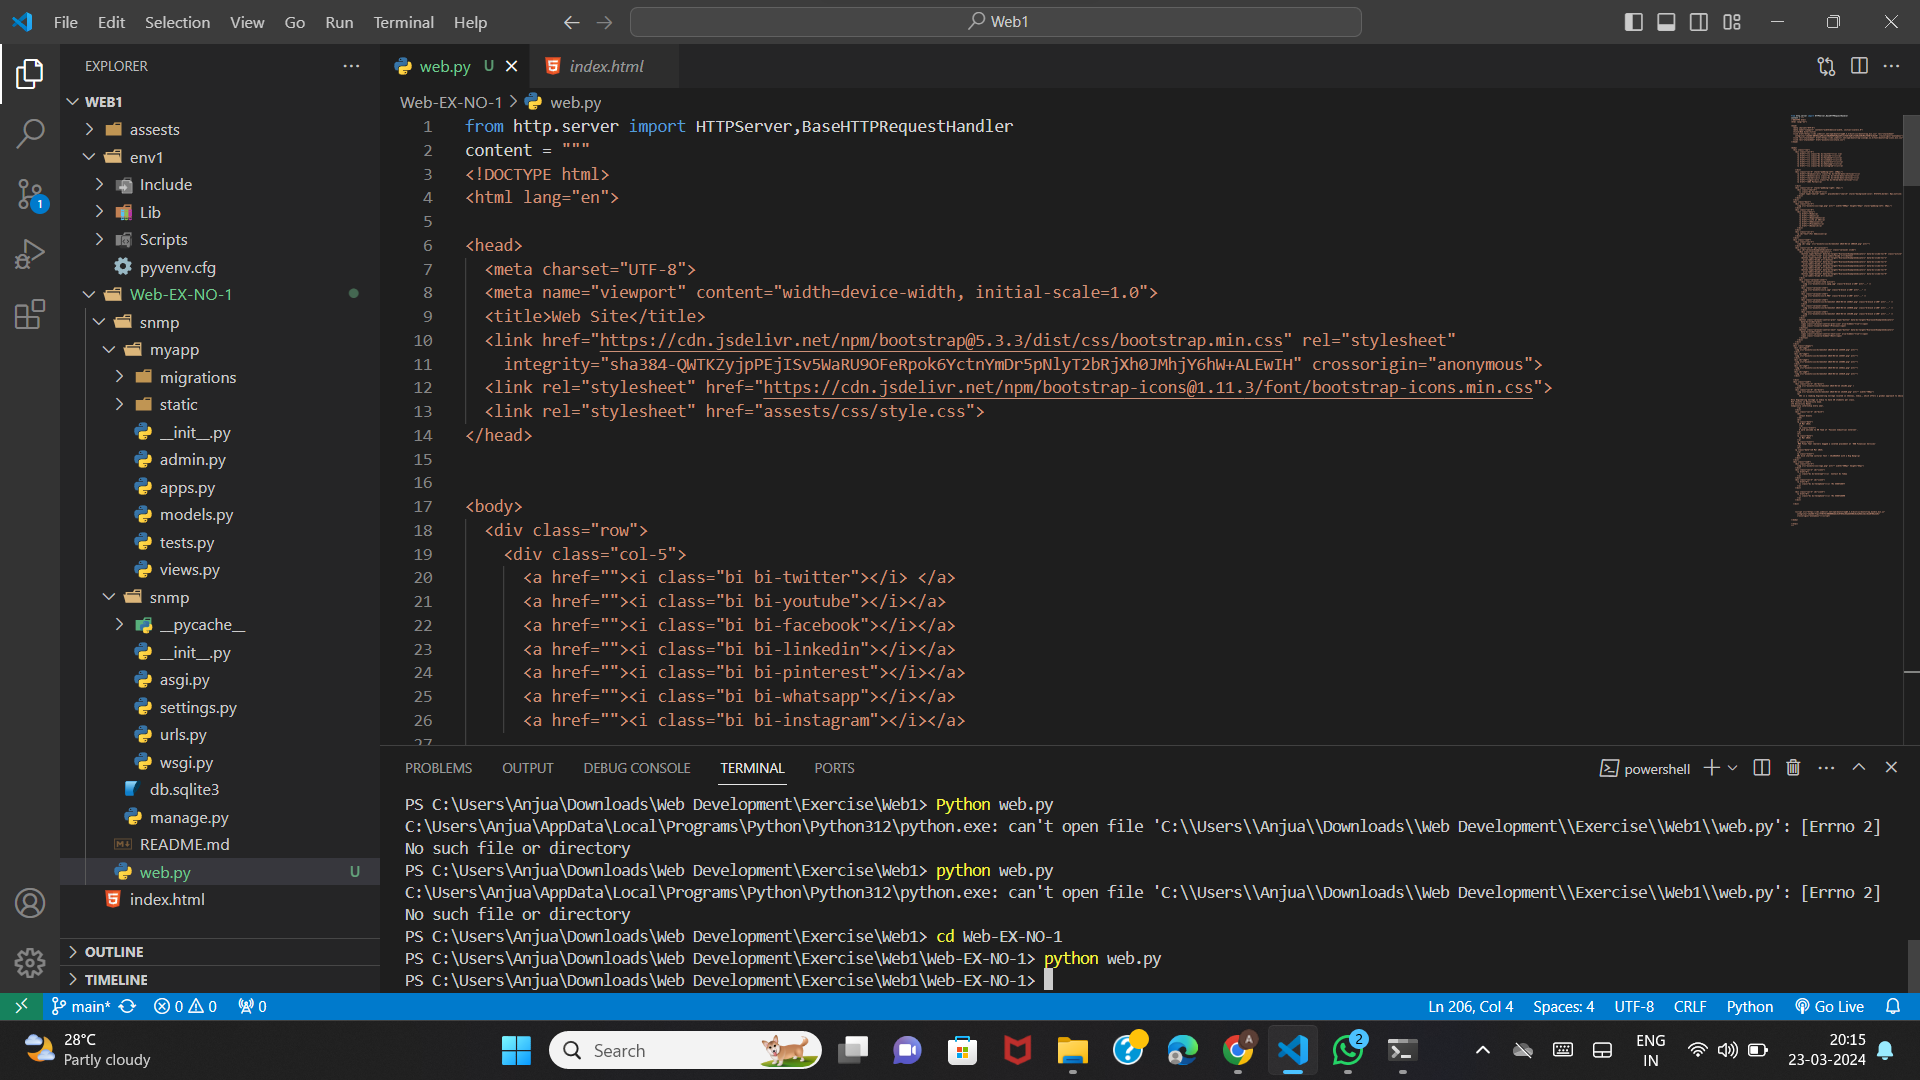 File Edit Selection View Go Run Terminal Help
Web1
EXPLORER
WEB1
assests
env1
Include
Lib
Scripts
pyvenv.cfg
Web-EX-NO-1
snmp
myapp
migrations
static
__init__.py
admin.py
apps.py
models.py
tests.py
views.py
snmp
__pycache__
__init__.py
asgi.py
settings.py
urls.py
wsgi.py
db.sqlite3
manage.py
README.md
web.py U
index.html
OUTLINE
TIMELINE
1
web.py U
index.html
Web-EX-NO-1 > web.py
1 from http.server import HTTPServer,BaseHTTPRequestHandler
2 content = """
3 <!DOCTYPE html>
4 <html lang="en">
5
6 <head>
7 <meta charset="UTF-8">
8 <meta name="viewport" content="width=device-width, initial-scale=1.0">
9 <title>Web Site</title>
10 <link href="https://cdn.jsdelivr.net/npm/bootstrap@5.3.3/dist/css/bootstrap.min.css" rel="stylesheet"
11 integrity="sha384-QWTKZyjpPEjISv5WaRU9OFeRpok6YctnYmDr5pNlyT2bRjXh0JMhjY6hW+ALEwIH" crossorigin="anonymous">
12 <link rel="stylesheet" href="https://cdn.jsdelivr.net/npm/bootstrap-icons@1.11.3/font/bootstrap-icons.min.css">
13 <link rel="stylesheet" href="assests/css/style.css">
14 </head>
15
16
17 <body>
18 <div class="row">
19 <div class="col-5">
20 <a href=""><i class="bi bi-twitter"></i> </a>
21 <a href=""><i class="bi bi-youtube"></i></a>
22 <a href=""><i class="bi bi-facebook"></i></a>
23 <a href=""><i class="bi bi-linkedin"></i></a>
24 <a href=""><i class="bi bi-pinterest"></i></a>
25 <a href=""><i class="bi bi-whatsapp"></i></a>
26 <a href=""><i class="bi bi-instagram"></i></a>
27
PROBLEMS OUTPUT DEBUG CONSOLE TERMINAL PORTS
powershell
PS C:\Users\Anjua\Downloads\Web Development\Exercise\Web1> Python web.py
C:\Users\Anjua\AppData\Local\Programs\Python\Python312\python.exe: can't open file 'C:\\Users\\Anjua\\Downloads\\Web Development\\Exercise\\Web1\\web.py': [Errno 2]
No such file or directory
PS C:\Users\Anjua\Downloads\Web Development\Exercise\Web1> python web.py
C:\Users\Anjua\AppData\Local\Programs\Python\Python312\python.exe: can't open file 'C:\\Users\\Anjua\\Downloads\\Web Development\\Exercise\\Web1\\web.py': [Errno 2]
No such file or directory
PS C:\Users\Anjua\Downloads\Web Development\Exercise\Web1> cd Web-EX-NO-1
PS C:\Users\Anjua\Downloads\Web Development\Exercise\Web1\Web-EX-NO-1> python web.py
PS C:\Users\Anjua\Downloads\Web Development\Exercise\Web1\Web-EX-NO-1>
main* 0 0 0
Ln 206, Col 4 Spaces: 4 UTF-8 CRLF Python Go Live
28°C
Partly cloudy
Search
A
2
ENG
IN
20:15
23-03-2024